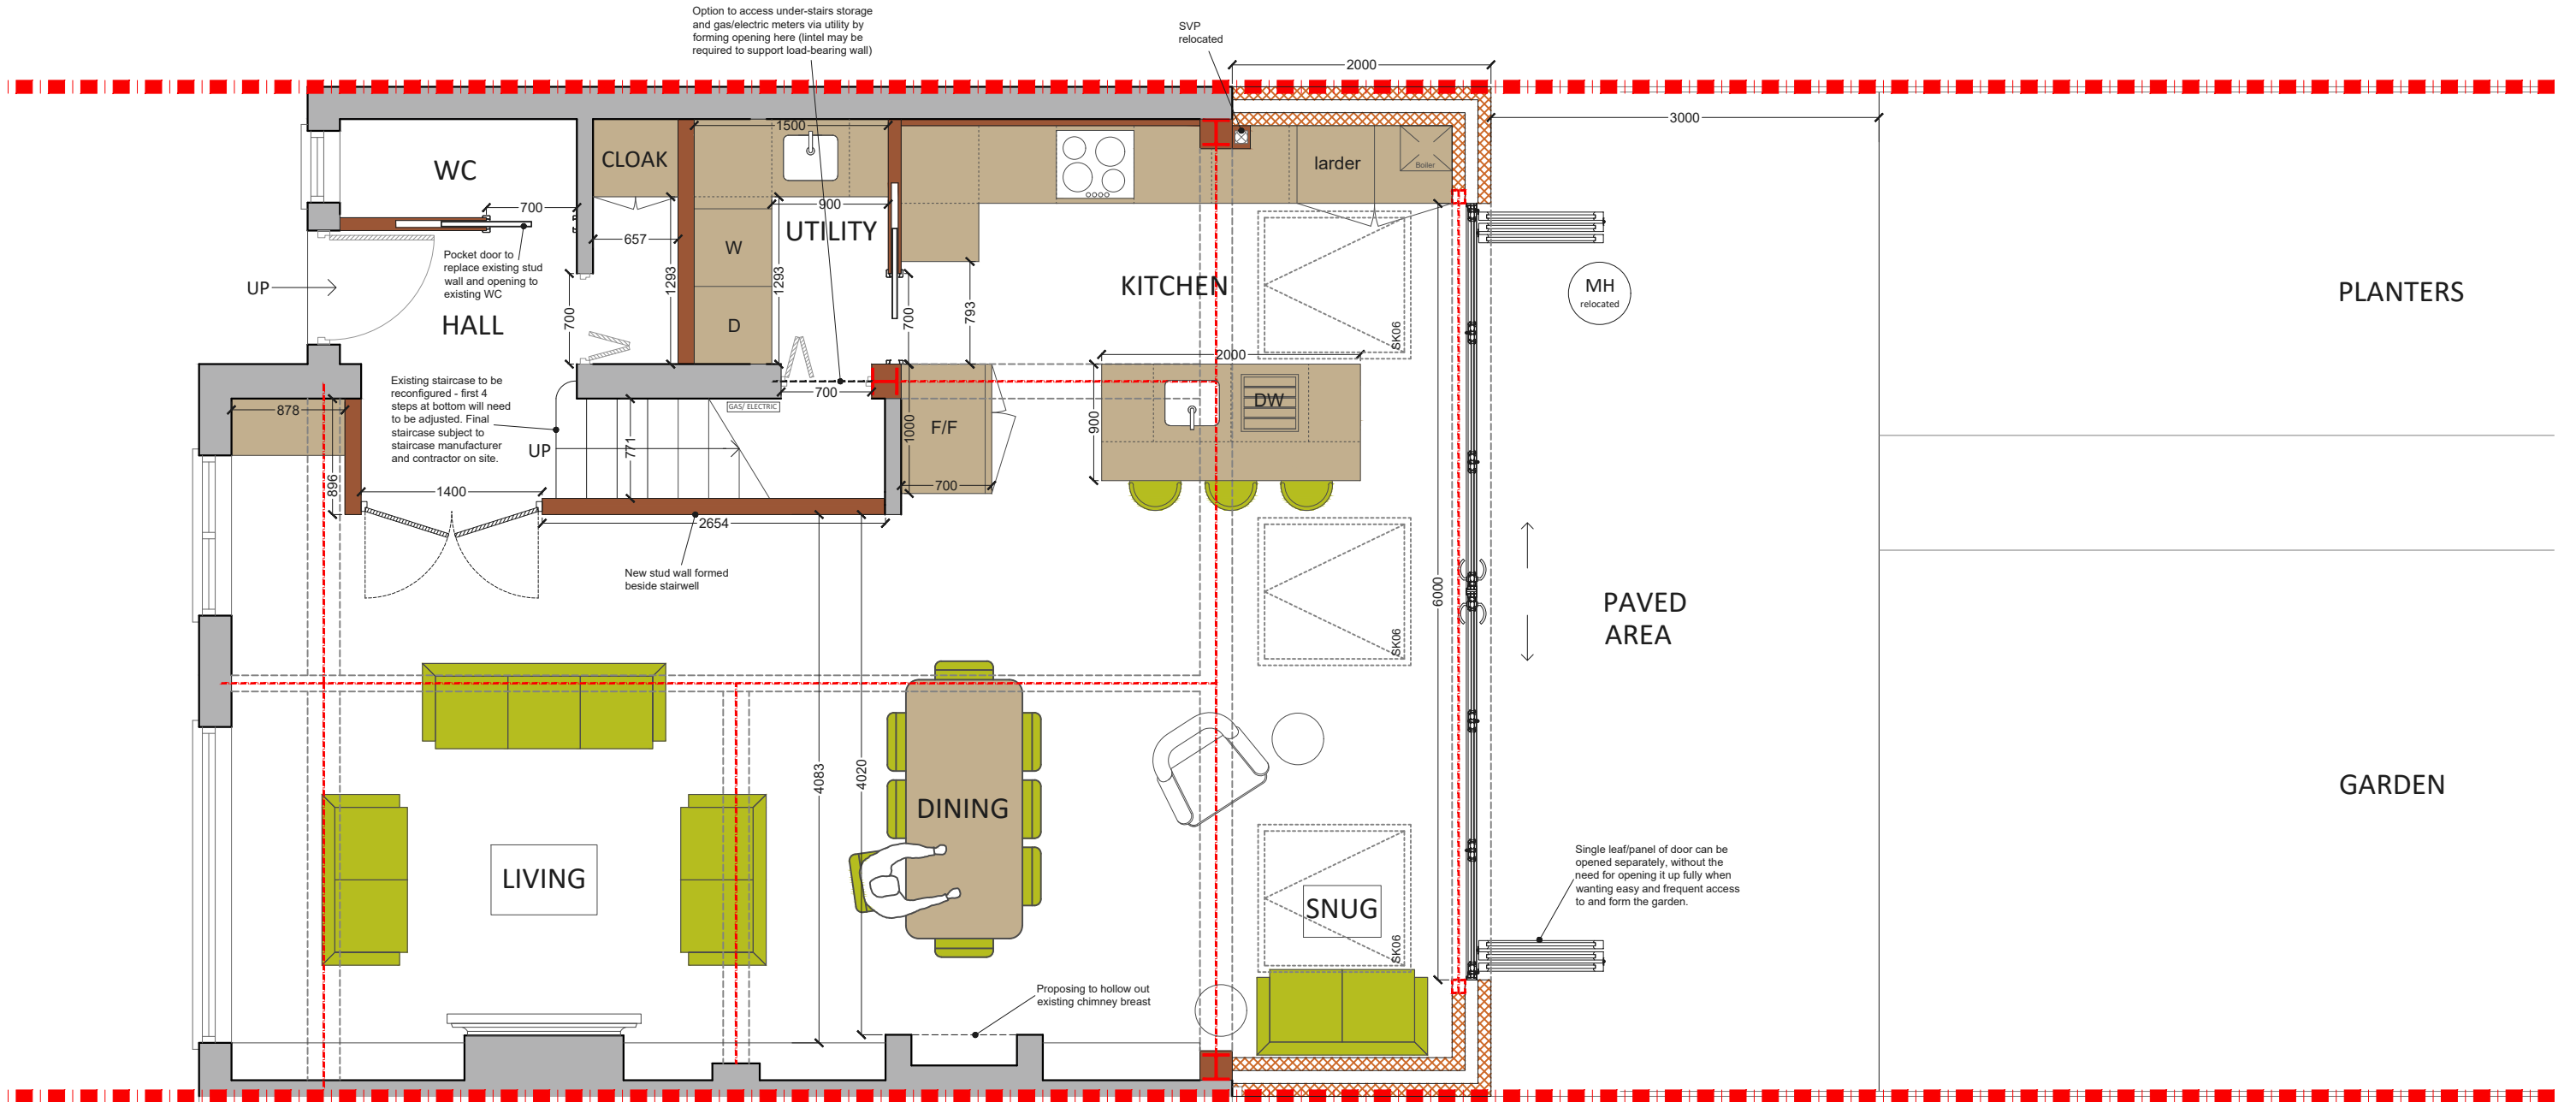 Option to access under-stairs storage
and gas/electric meters via utility by
forming opening here (lintel may be
required to support load-bearing wall)
SVP
relocated
2000
3000
1500
WC
CLOAK
larder
Boiler
700
900
UTILITY
657
W
Pocket door to
replace existing stud
wall and opening to
existing WC
UP
1293
1293
KITCHEN
MH
relocated
PLANTERS
HALL
700
D
700
793
SK06
2000
Existing staircase to be
reconfigured - first 4
steps at bottom will need
to be adjusted. Final
staircase subject to
staircase manufacturer
and contractor on site.
878
700
GAS/ ELECTRIC
DW
900
1000
F/F
UP
771
896
1400
700
2654
New stud wall formed
beside stairwell
6000
PAVED
AREA
SK06
4083
4020
GARDEN
DINING
LIVING
SNUG
SK06
Single leaf/panel of door can be
opened separately, without the
need for opening it up fully when
wanting easy and frequent access
to and form the garden.
Proposing to hollow out
existing chimney breast